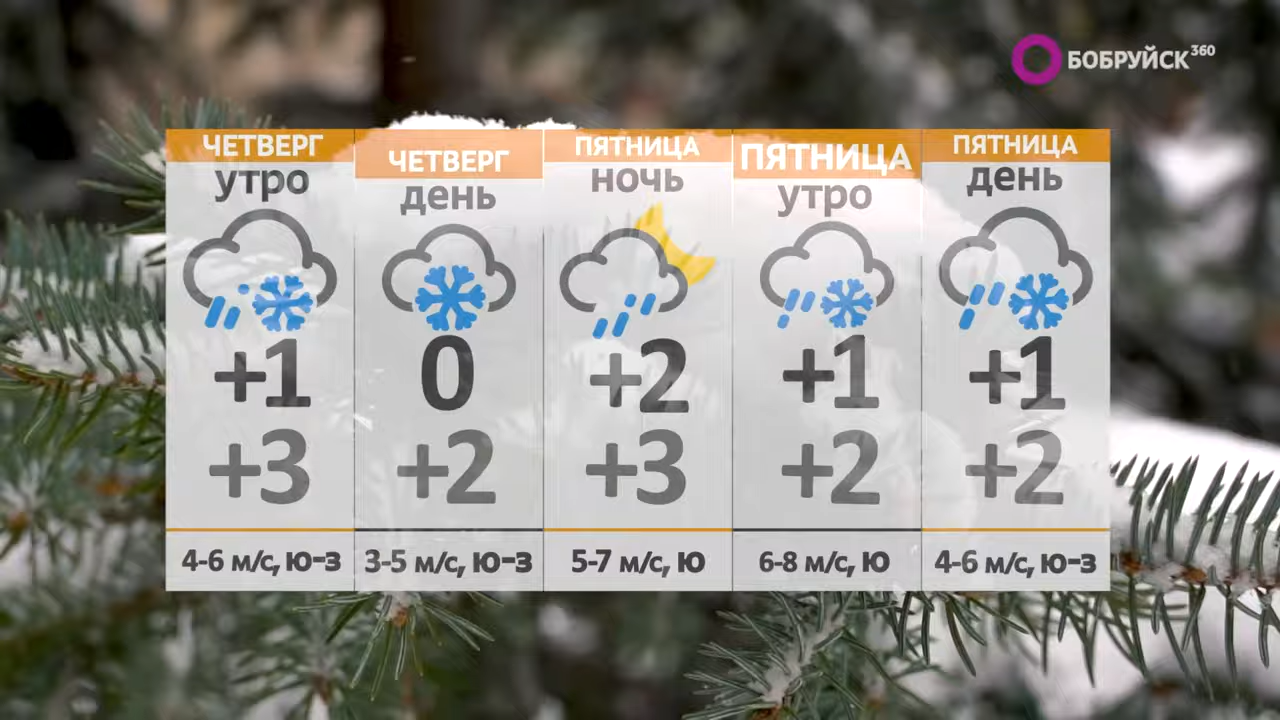 БОБРУЙСК360
ЧЕТВЕРГ
утро
+1
+3
4-6 м/с, ю-з
ЧЕТВЕРГ
день
0
+2
3-5 м/с, ю-з
ПЯТНИЦА
ночь
+2
+3
5-7 м/с, ю
ПЯТНИЦА
утро
+1
+2
6-8 м/с, ю
ПЯТНИЦА
день
+1
+2
4-6 м/с, ю-з